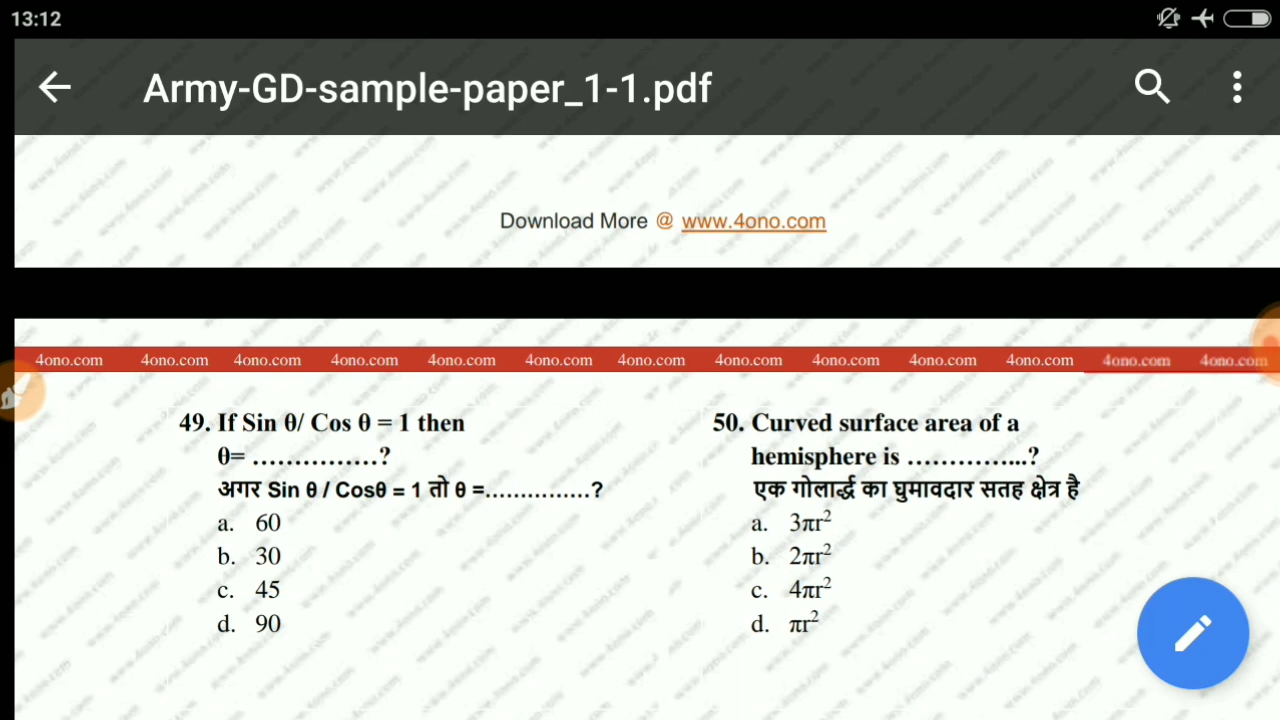 13:12
Army-GD-sample-paper_1-1.pdf
Download More @ www.4ono.com
4ono.com 4ono.com 4ono.com 4ono.com 4ono.com 4ono.com 4ono.com 4ono.com 4ono.com 4ono.com 4ono.com 4ono.com 4ono.com
49. If Sin θ/ Cos θ = 1 then
θ= ……………?
अगर Sin θ / Cosθ = 1 तो θ =……………?
a. 60
b. 30
c. 45
d. 90
50. Curved surface area of a
hemisphere is …………...?
एक गोलार्द्ध का घुमावदार सतह क्षेत्र है
a. 3πr²
b. 2πr²
c. 4πr²
d. πr²